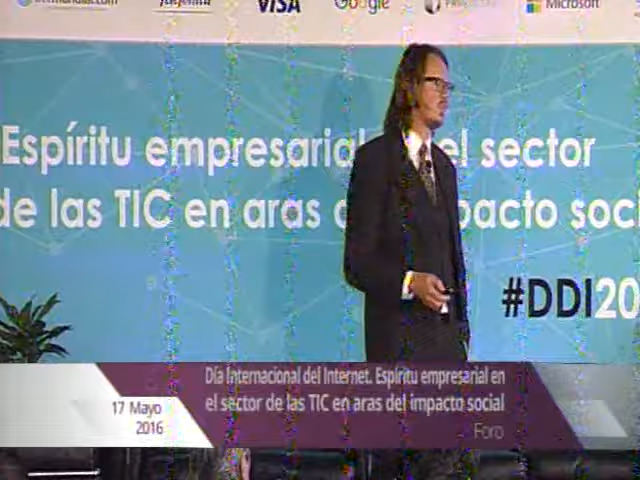 VISA
Google
Microsoft
Espíritu empresarial el sector
de las TIC en aras pacto soci
#DDI20
Día Internacional del Internet. Espíritu empresarial en
17 Mayo
el sector de las TIC en aras del impacto social
2016
Foro